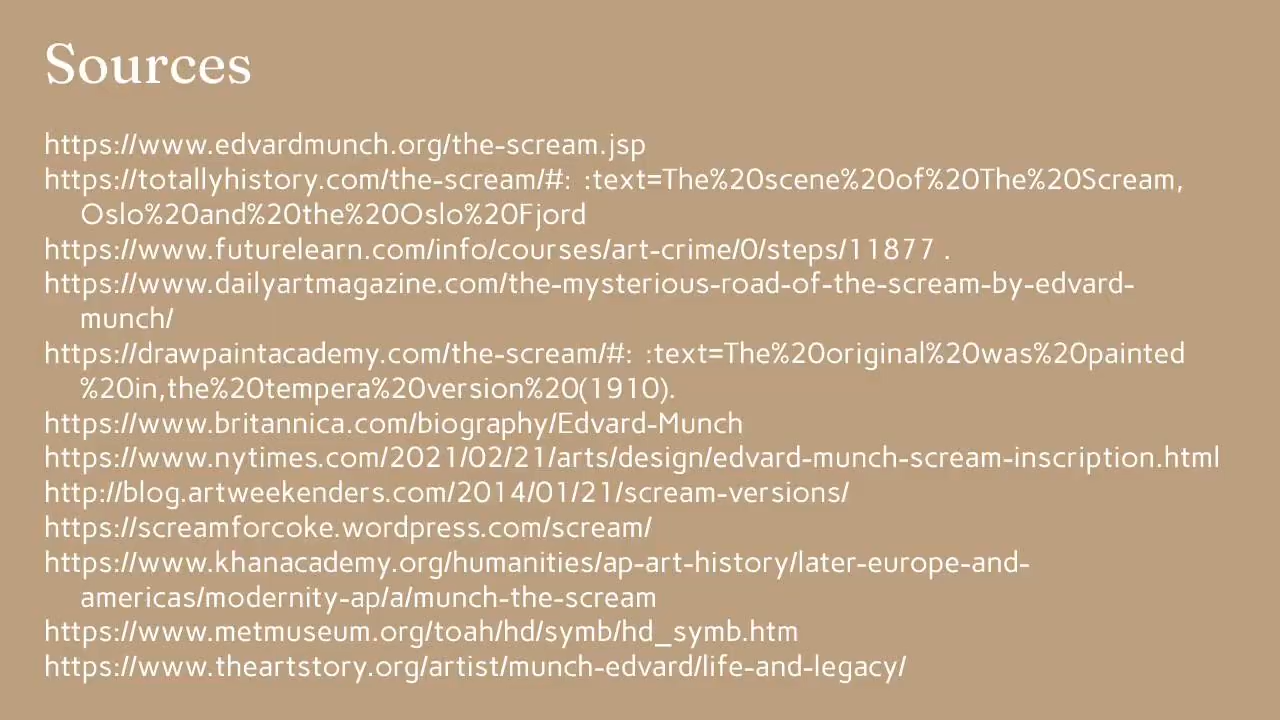 Sources
https://www.edvardmunch.org/the-scream.jsp
https://totallyhistory.com/the-scream/#: :text=The%20scene%20of%20The%20Scream,
Oslo%20and%20the%20Oslo%20Fjord
https://www.futurelearn.com/info/courses/art-crime/0/steps/11877 .
https://www.dailyartmagazine.com/the-mysterious-road-of-the-scream-by-edvard-
munch/
https://drawpaintacademy.com/the-scream/#: :text=The%20original%20was%20painted
%20in,the%20tempera%20version%20(1910).
https://www.britannica.com/biography/Edvard-Munch
https://www.nytimes.com/2021/02/21/arts/design/edvard-munch-scream-inscription.html
http://blog.artweekenders.com/2014/01/21/scream-versions/
https://screamforcoke.wordpress.com/scream/
https://www.khanacademy.org/humanities/ap-art-history/later-europe-and-
americas/modernity-ap/a/munch-the-scream
https://www.metmuseum.org/toah/hd/symb/hd_symb.htm
https://www.theartstory.org/artist/munch-edvard/life-and-legacy/